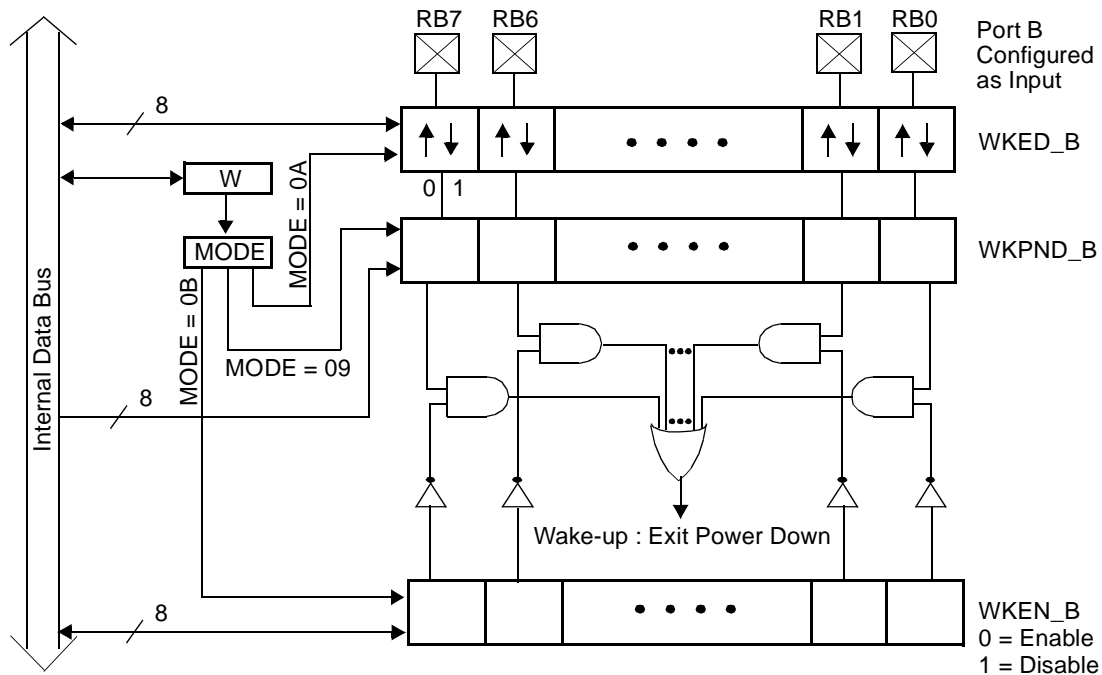 RB7 RB6 RB1 RB0
Port B
Configured
as Input
8
WKED_B
W
0 1
MODE = 0A
MODE
WKPND_B
MODE = 0B
MODE = 09
Internal Data Bus
8
Wake-up : Exit Power Down
8
WKEN_B
0 = Enable
1 = Disable